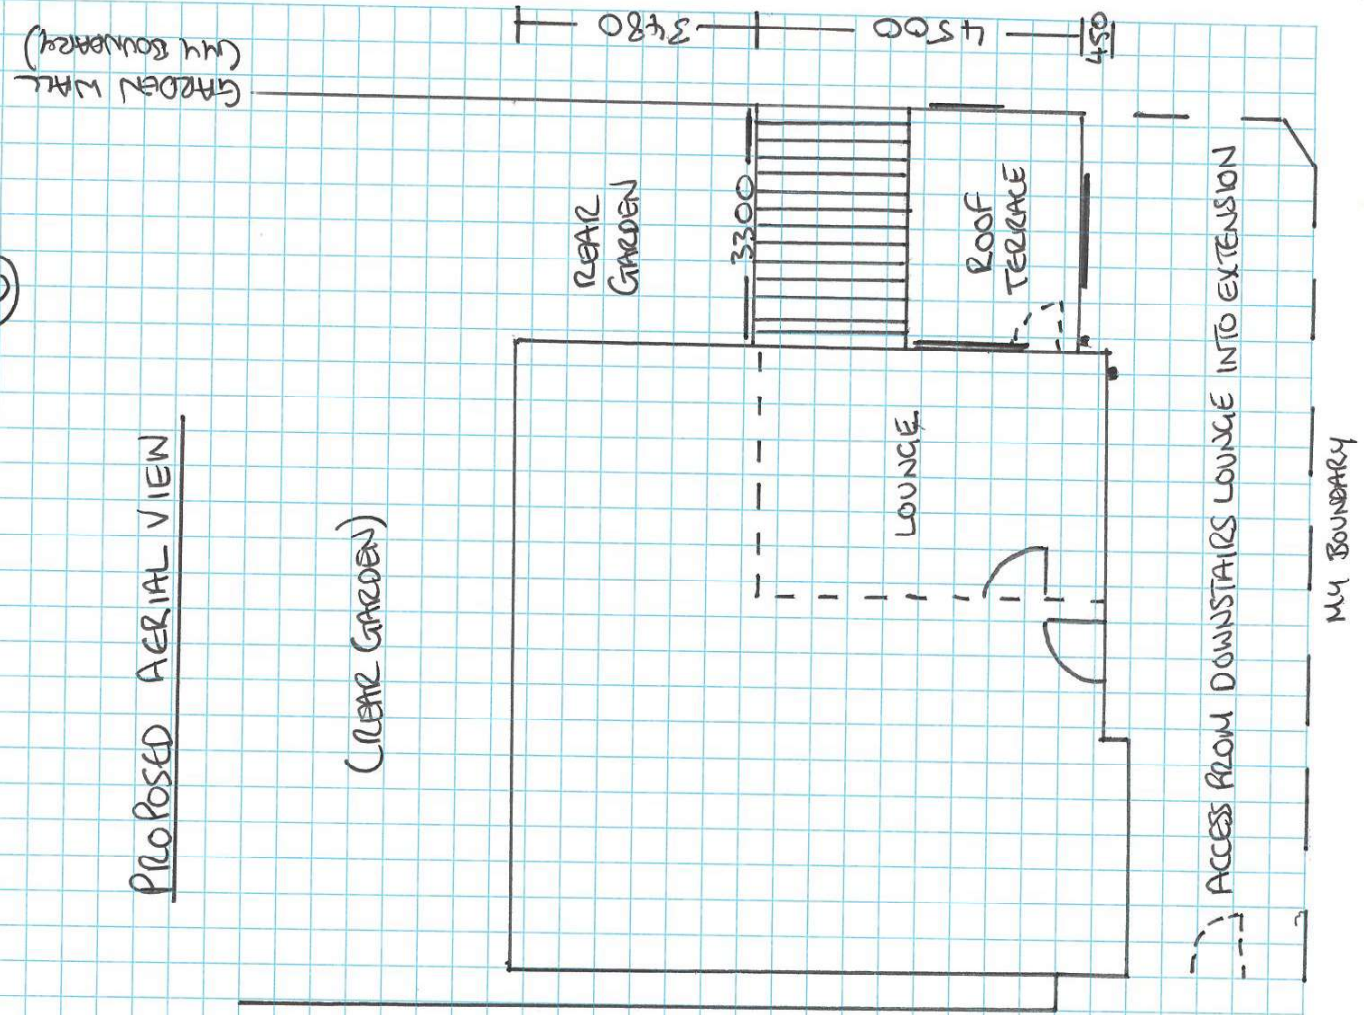 PROPOSED AERIAL VIEW
GARDEN WALL
(MY BOUNDARY)
3480
4500
450
(REAR GARDEN)
REAR
GARDEN
3300
ROOF
TERRACE
LOUNGE
ACCESS FROM DOWNSTAIRS LOUNGE INTO EXTENSION
MY BOUNDARY